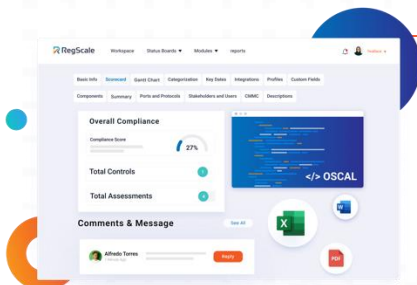 RegScale
Workspace Status Boards ▼ Modules ▼ reports
Basic Info Scorecard Gantt Chart Categorization Key Dates Integrations Profiles Custom Fields
Components Summary Ports and Protocols Stakeholders and Users CMMC Descriptions
Overall Compliance
Compliance Score
27%
Total Controls
Total Assessments
</> OSCAL
Comments & Message
See All
Alfredo Torres
Reply
W
X
PDF